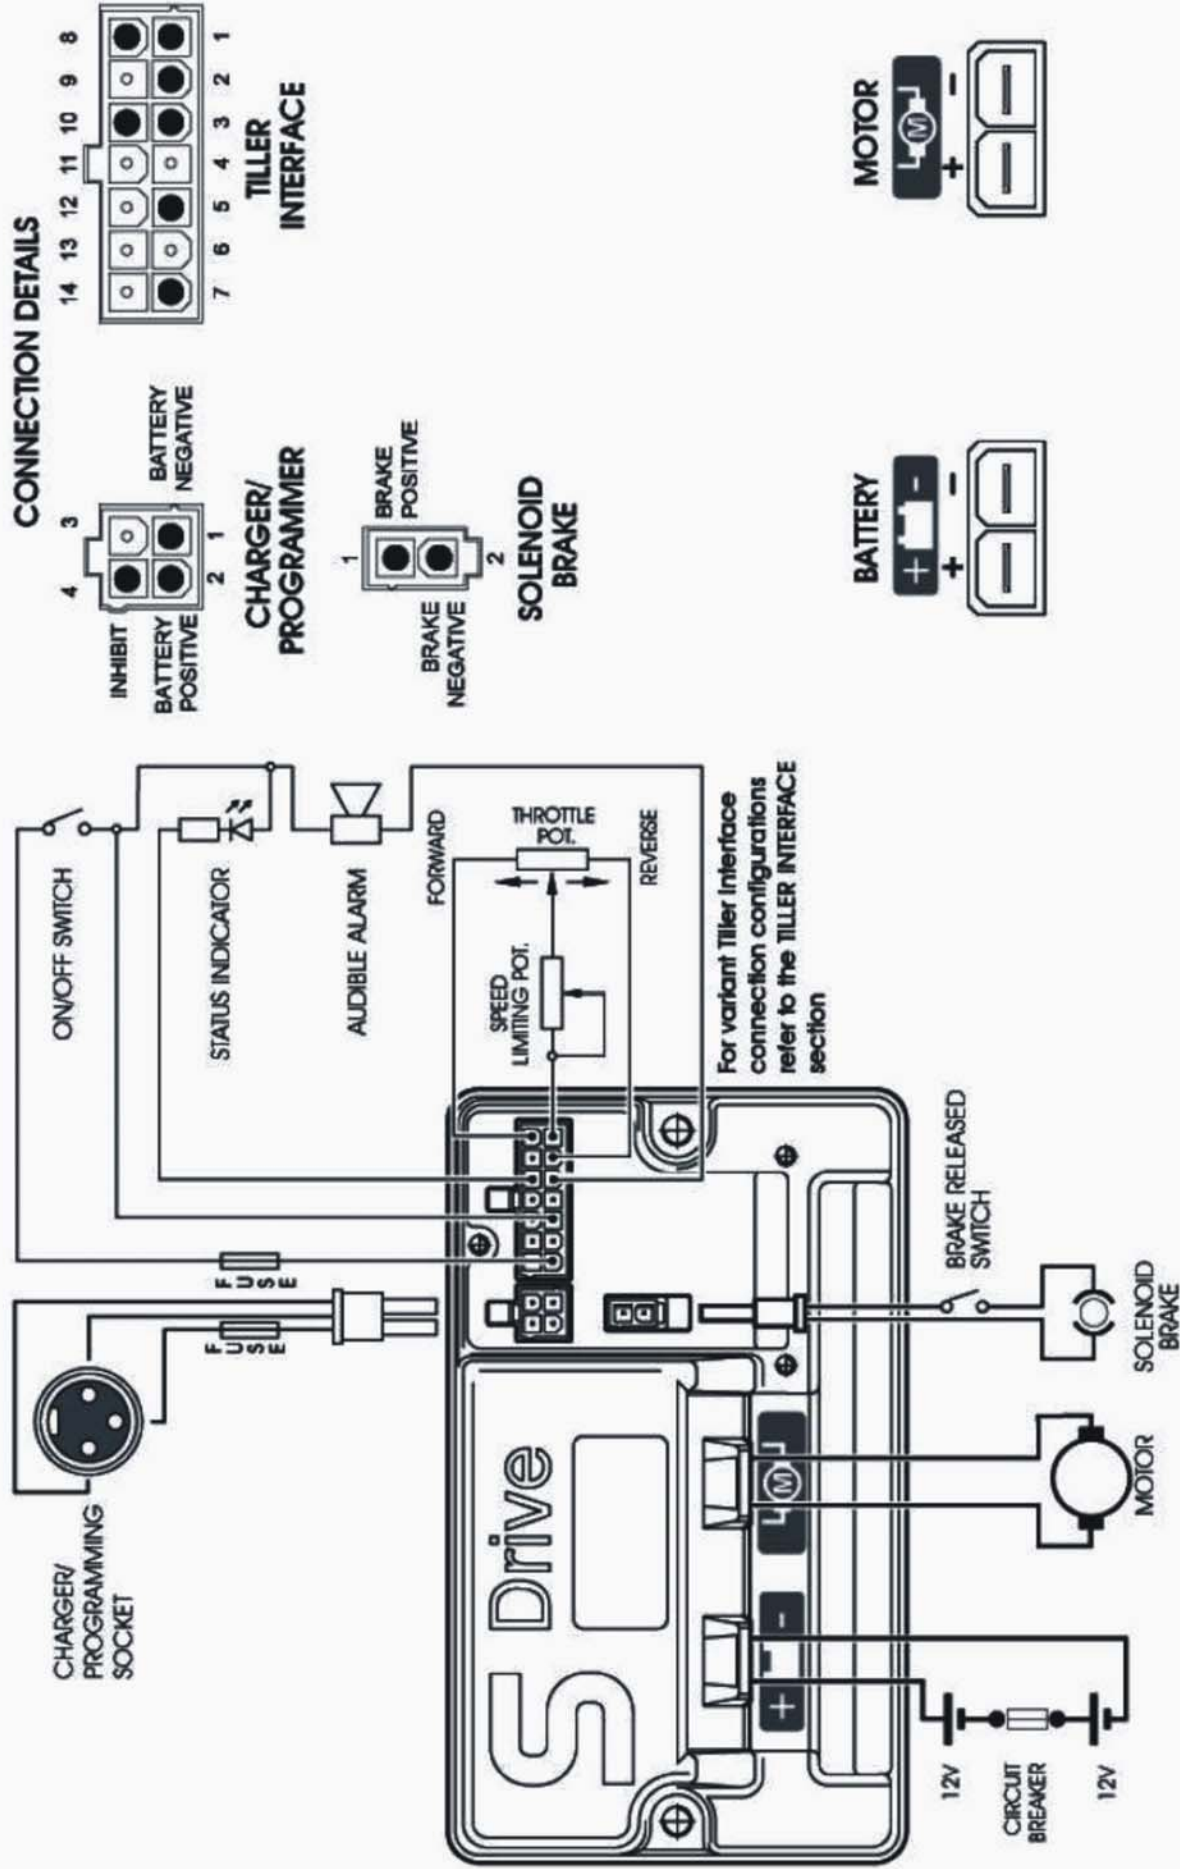 CONNECTION DETAILS
4
3
INHIBIT
BATTERY
POSITIVE
BATTERY
NEGATIVE
2
1
CHARGER/
PROGRAMMER
14
13
12
11
10
9
8
7
6
5
4
3
2
1
TILLER
INTERFACE
1
BRAKE
POSITIVE
BRAKE
NEGATIVE
2
SOLENOID
BRAKE
BATTERY
+ -
+ -
MOTOR
M
+ -
CHARGER/
PROGRAMMING
SOCKET
FUSE
FUSE
ON/OFF SWITCH
STATUS INDICATOR
AUDIBLE ALARM
FORWARD
THROTTLE
POT.
SPEED
LIMITING POT.
REVERSE
For variant Tiller Interface
connection configurations
refer to the TILLER INTERFACE
section
S Drive
+ -
M
12V
CIRCUIT
BREAKER
12V
MOTOR
SOLENOID
BRAKE
BRAKE RELEASED
SWITCH